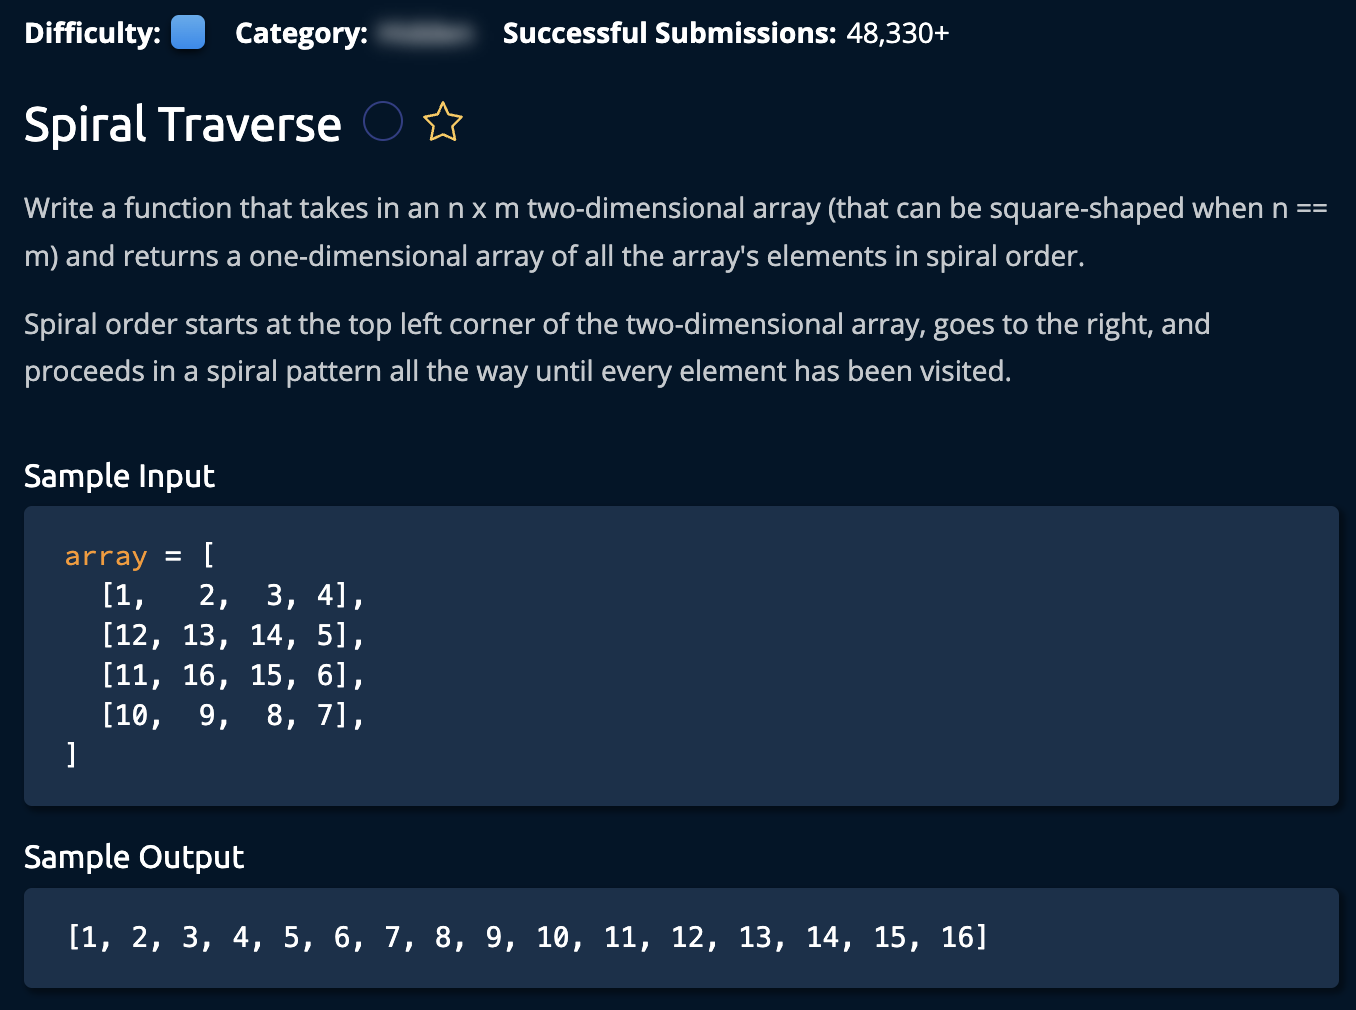 Difficulty: Category: Successful Submissions: 48,330+
Spiral Traverse
Write a function that takes in an n x m two-dimensional array (that can be square-shaped when n ==
m) and returns a one-dimensional array of all the array's elements in spiral order.
Spiral order starts at the top left corner of the two-dimensional array, goes to the right, and
proceeds in a spiral pattern all the way until every element has been visited.
Sample Input
array = [
  [1,   2,  3, 4],
  [12, 13, 14, 5],
  [11, 16, 15, 6],
  [10,  9,  8, 7],
]
Sample Output
[1, 2, 3, 4, 5, 6, 7, 8, 9, 10, 11, 12, 13, 14, 15, 16]